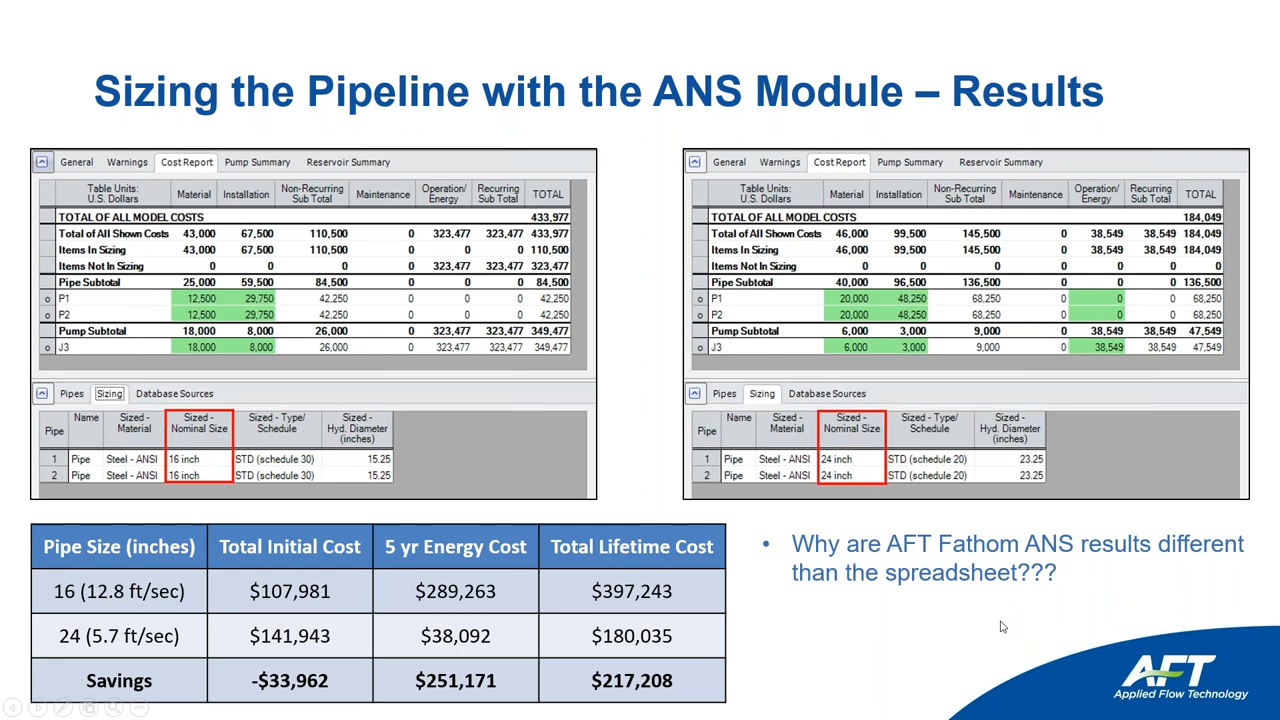 Sizing the Pipeline with the ANS Module – Results
General Warnings Cost Report Pump Summary Reservoir Summary
Table Units: U.S. Dollars Material Installation Non-Recurring Sub Total Maintenance Operation/ Energy Recurring Sub Total TOTAL
TOTAL OF ALL MODEL COSTS 433,977
Total of All Shown Costs 43,000 67,500 110,500 0 323,477 323,477 433,977
Items In Sizing 43,000 67,500 110,500 0 0 0 110,500
Items Not In Sizing 0 0 0 0 323,477 323,477 323,477
Pipe Subtotal 25,000 59,500 84,500 0 0 0 84,500
o P1 12,500 29,750 42,250 0 0 0 42,250
o P2 12,500 29,750 42,250 0 0 0 42,250
Pump Subtotal 18,000 8,000 26,000 0 323,477 323,477 349,477
o J3 18,000 8,000 26,000 0 323,477 323,477 349,477
Pipes Sizing Database Sources
Pipe Name Sized - Material Sized - Nominal Size Sized - Type/ Schedule Sized - Hyd. Diameter (inches)
1 Pipe Steel - ANSI 16 inch STD (schedule 30) 15.25
2 Pipe Steel - ANSI 16 inch STD (schedule 30) 15.25
General Warnings Cost Report Pump Summary Reservoir Summary
Table Units: U.S. Dollars Material Installation Non-Recurring Sub Total Maintenance Operation/ Energy Recurring Sub Total TOTAL
TOTAL OF ALL MODEL COSTS 184,049
Total of All Shown Costs 46,000 99,500 145,500 0 38,549 38,549 184,049
Items In Sizing 46,000 99,500 145,500 0 38,549 38,549 184,049
Items Not In Sizing 0 0 0 0 0 0 0
Pipe Subtotal 40,000 96,500 136,500 0 0 0 136,500
o P1 20,000 48,250 68,250 0 0 0 68,250
o P2 20,000 48,250 68,250 0 0 0 68,250
Pump Subtotal 6,000 3,000 9,000 0 38,549 38,549 47,549
o J3 6,000 3,000 9,000 0 38,549 38,549 47,549
Pipes Sizing Database Sources
Pipe Name Sized - Material Sized - Nominal Size Sized - Type/ Schedule Sized - Hyd. Diameter (inches)
1 Pipe Steel - ANSI 24 inch STD (schedule 20) 23.25
2 Pipe Steel - ANSI 24 inch STD (schedule 20) 23.25
Pipe Size (inches) Total Initial Cost 5 yr Energy Cost Total Lifetime Cost
16 (12.8 ft/sec) $107,981 $289,263 $397,243
24 (5.7 ft/sec) $141,943 $38,092 $180,035
Savings -$33,962 $251,171 $217,208
• Why are AFT Fathom ANS results different
than the spreadsheet???
AFT
Applied Flow Technology